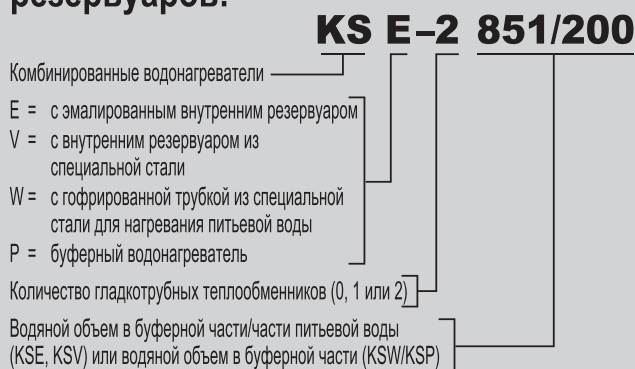 резервуаров:
KS E–2 851/200
Комбинированные водонагреватели
E = с эмалированным внутренним резервуаром
V = с внутренним резервуаром из
специальной стали
W = с гофрированной трубкой из специальной
стали для нагревания питьевой воды
P = буферный водонагреватель
Количество гладкотрубных теплообменников (0, 1 или 2)
Водяной объем в буферной части/части питьевой воды
(KSE, KSV) или водяной объем в буферной части (KSW/KSP)